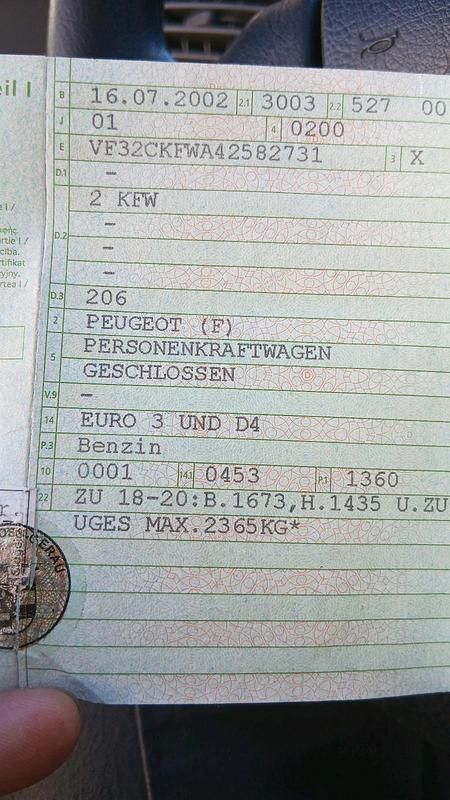 eil I
B 16.07.2002 2.1 3003 2.2 527 00
J 01 4 0200
E VF32CKFWA42582731 3 X
D.1 –
2 KFW
–
D.2 –
–
D.3 206
2 PEUGEOT (F)
5 PERSONENKRAFTWAGEN
GESCHLOSSEN
V.9 –
14 EURO 3 UND D4
P.3 Benzin
10 0001 14.1 0453 P.1 1360
22 ZU 18-20:B.1673,H.1435 U.ZU
UGES MAX.2365KG*